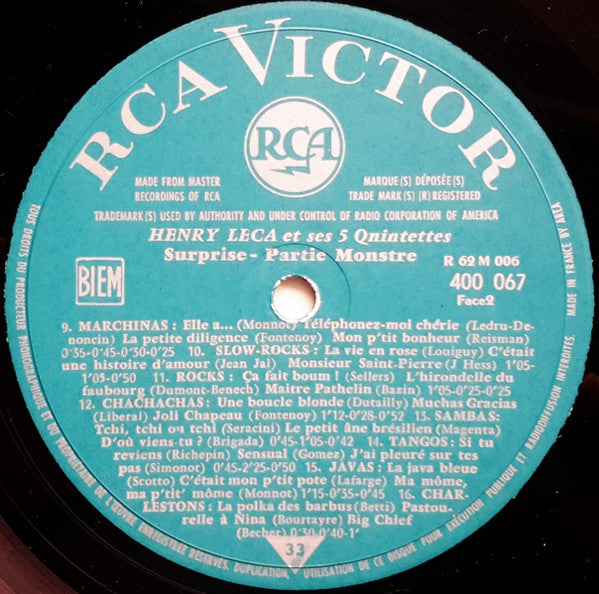 RCA VICTOR
RCA
MADE FROM MASTER
RECORDINGS OF RCA
MARQUE(S) DÉPOSÉE(S)
TRADE MARK(S) (R) REGISTERED
TRADEMARK(S) USED BY AUTHORITY AND UNDER CONTROL OF RADIO CORPORATION OF AMERICA
HENRY LECA et ses 5 Qnintettes
Surprise - Partie Monstre
R 62 M 006
400 067
Face2
BIEM
9. MARCHINAS : Elle a... (Monnot) Téléphonez-moi chérie (Ledru-De-
noncin) La petite diligence (Fontenoy) Mon p'tit bonheur (Reisman)
0'35-0'45-0'30-0'25 10. SLOW-ROCKS : La vie en rose (Louiguy) C'était
une histoire d'amour (Jean Jal) Monsieur Saint-Pierre (J Hess) 1'05-
1'05-0'50 11. ROCKS : Ça fait boum ! (Sellers) L'hirondelle du
faubourg (Dumont-Benech) Maitre Pathelin (Bazin) 1'05-0'25-0'25
12. CHACHACHAS : Une boucle blonde (Dutailly) Muchas Gracias
(Liberal) Joli Chapeau (Fontenoy) 1'12-0'28-0'52 13. SAMBAS:
Tchi, tchi ou tchi (Seracini) Le petit âne brésilien (Magenta)
D'où viens-tu ? (Brigada) 0'45-1'05-0'42 14. TANGOS : Si tu
reviens (Richepin) Sensual (Gomez) J'ai pleuré sur tes
pas (Simonot) 0'45-2'25-0'50 15. JAVAS : La java bleue
(Scotto) C'était mon p'tit pote (Lafarge) Ma môme,
ma p'tit' môme (Monnot) 1'15-0'35-0'45 16. CHAR-
LESTONS : La polka des barbus (Betti) Pastou-
relle à Nina (Bourtayre) Big Chief
(Becher) 0'30-0'40-1'
33
TOUS DROITS DU PRODUCTEUR PHONOGRAPHIQUE ET DU PROPRIÉTAIRE DE L'ŒUVRE ENREGISTRÉE RÉSERVÉS. DUPLICATION, UTILISATION DE CE DISQUE POUR EXÉCUTION PUBLIQUE ET RADIODIFFUSION INTERDITES.
MADE IN FRANCE BY AREA